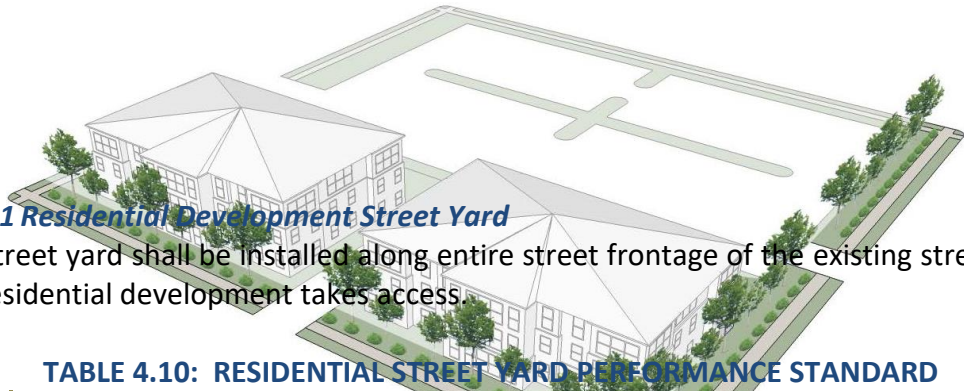 1 Residential Development Street Yard
treet yard shall be installed along entire street frontage of the existing stre
esidential development takes access.
TABLE 4.10: RESIDENTIAL STREET YARD PERFORMANCE STANDARD